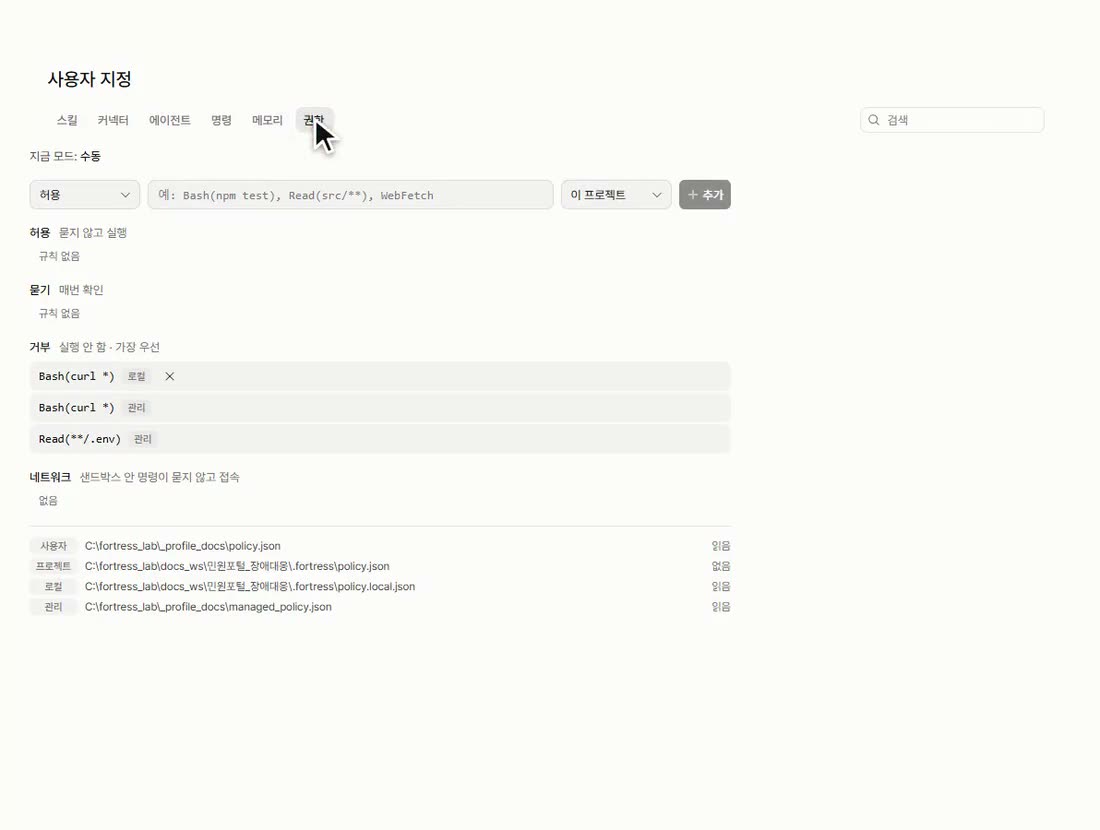 사용자 지정
스킬 커넥터 에이전트 명령 메모리 권한 검색
지금 모드: 수동
허용 예: Bash(npm test), Read(src/**), WebFetch 이 프로젝트 + 추가
허용 묻지 않고 실행
규칙 없음
묻기 매번 확인
규칙 없음
거부 실행 안 함 · 가장 우선
Bash(curl *) 로컬
Bash(curl *) 관리
Read(**/.env) 관리
네트워크 샌드박스 안 명령이 묻지 않고 접속
없음
사용자 C:\fortress_lab\_profile_docs\policy.json 읽음
프로젝트 C:\fortress_lab\docs_ws\민원포털_장애대응\.fortress\policy.json 없음
로컬 C:\fortress_lab\docs_ws\민원포털_장애대응\.fortress\policy.local.json 읽음
관리 C:\fortress_lab\_profile_docs\managed_policy.json 읽음